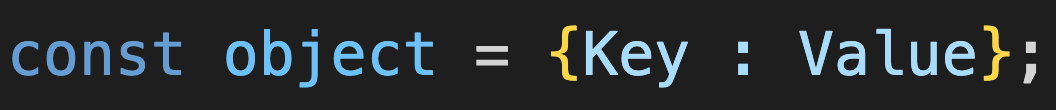 const object = {Key : Value};